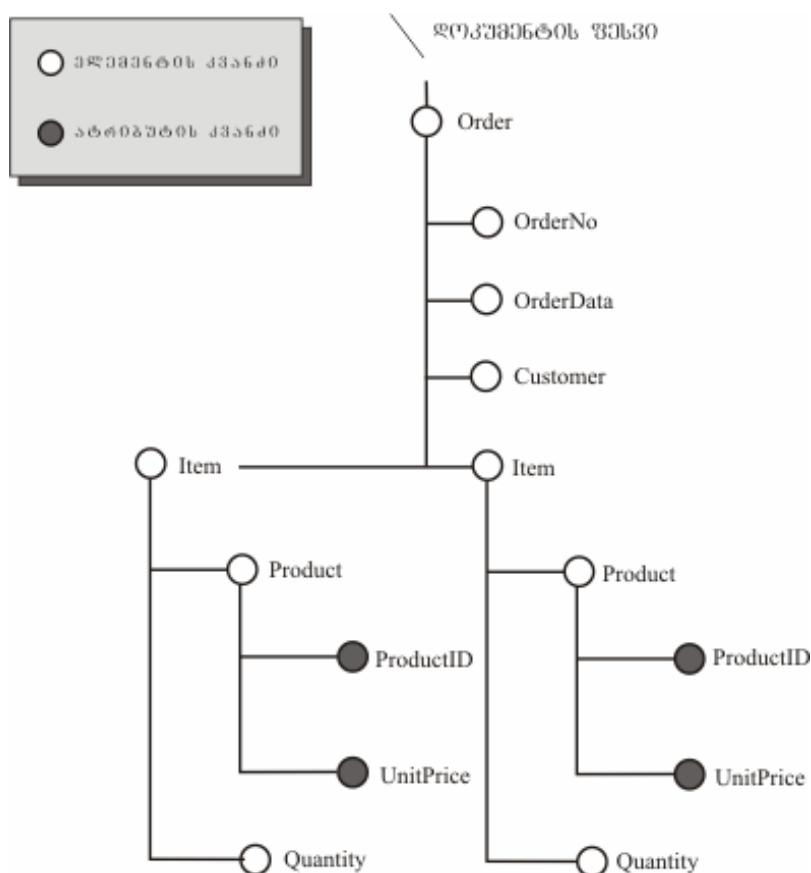 დოკუმენტის ფესვი
ელემენტის კვანძი
ატრიბუტის კვანძი
Order
OrderNo
OrderData
Customer
Item
Item
Product
Product
ProductID
ProductID
UnitPrice
UnitPrice
Quantity
Quantity